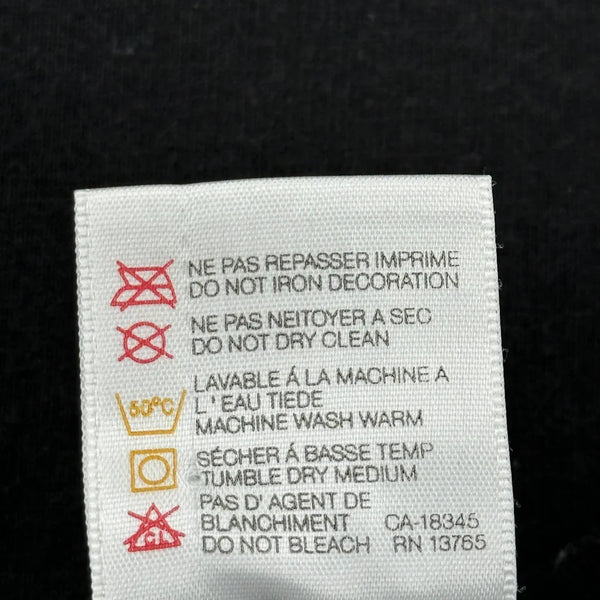 NE PAS REPASSER IMPRIME
DO NOT IRON DECORATION
NE PAS NEITOYER A SEC
DO NOT DRY CLEAN
50°C
LAVABLE Á LA MACHINE A
L'EAU TIEDE
MACHINE WASH WARM
SÉCHER Á BASSE TEMP
TUMBLE DRY MEDIUM
CL
PAS D'AGENT DE
BLANCHIMENT CA-18345
DO NOT BLEACH RN 13765